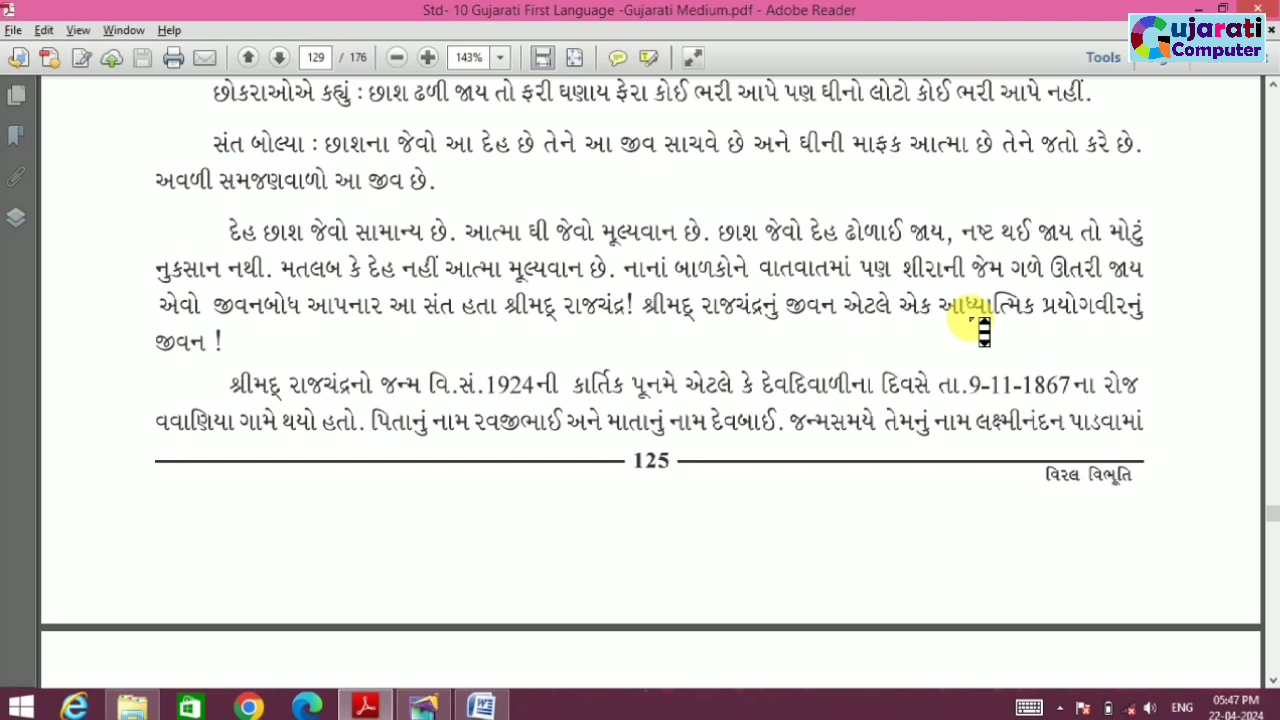 Std- 10 Gujarati First Language -Gujarati Medium.pdf - Adobe Reader
File Edit View Window Help
Gujarati
Computer
129 / 176 143% Tools
છોકરાઓએ કહ્યું : છાશ ઢળી જાય તો ફરી ઘણાય ફેરા કોઈ ભરી આપે પણ ઘીનો લોટો કોઈ ભરી આપે નહીં.
સંત બોલ્યા : છાશના જેવો આ દેહ છે તેને આ જીવ સાચવે છે અને ઘીની માફક આત્મા છે તેને જતો કરે છે.
અવળી સમજણવાળો આ જીવ છે.
દેહ છાશ જેવો સામાન્ય છે. આત્મા ઘી જેવો મૂલ્યવાન છે. છાશ જેવો દેહ ઢોળાઈ જાય, નષ્ટ થઈ જાય તો મોટું
નુકસાન નથી. મતલબ કે દેહ નહીં આત્મા મૂલ્યવાન છે. નાનાં બાળકોને વાતવાતમાં પણ શીરાની જેમ ગળે ઊતરી જાય
એવો જીવનબોધ આપનાર આ સંત હતા શ્રીમદ્ રાજચંદ્ર! શ્રીમદ્ રાજચંદ્રનું જીવન એટલે એક આધ્યાત્મિક પ્રયોગવીરનું
જીવન !
શ્રીમદ્ રાજચંદ્રનો જન્મ વિ.સં.1924ની કાર્તિક પૂનમે એટલે કે દેવદિવાળીના દિવસે તા.9-11-1867ના રોજ
વવાણિયા ગામે થયો હતો. પિતાનું નામ રવજીભાઈ અને માતાનું નામ દેવબાઈ. જન્મસમયે તેમનું નામ લક્ષ્મીનંદન પાડવામાં
125
વિરલ વિભૂતિ
ENG
05:47 PM
22-04-2024